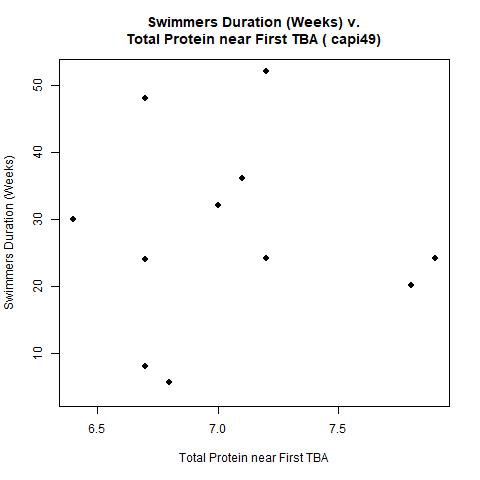 Swimmers Duration (Weeks) v.
Total Protein near First TBA ( capi49)
Swimmers Duration (Weeks)
50
40
30
20
10
6.5 7.0 7.5
Total Protein near First TBA